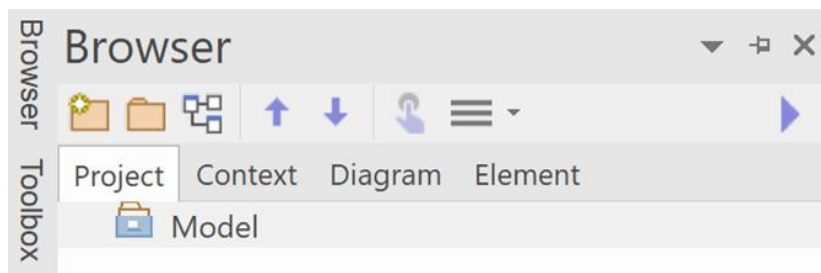 Browser
Toolbox
Browser
Project Context Diagram Element
Model